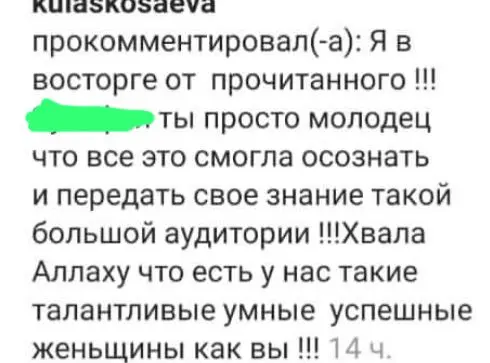 kulaskosaeva
прокомментировал(-а): Я в
восторге от прочитанного !!!
ты просто молодец
что все это смогла осознать
и передать свое знание такой
большой аудитории !!!Хвала
Аллаху что есть у нас такие
талантливые умные успешные
женьщины как вы !!! 14 ч.